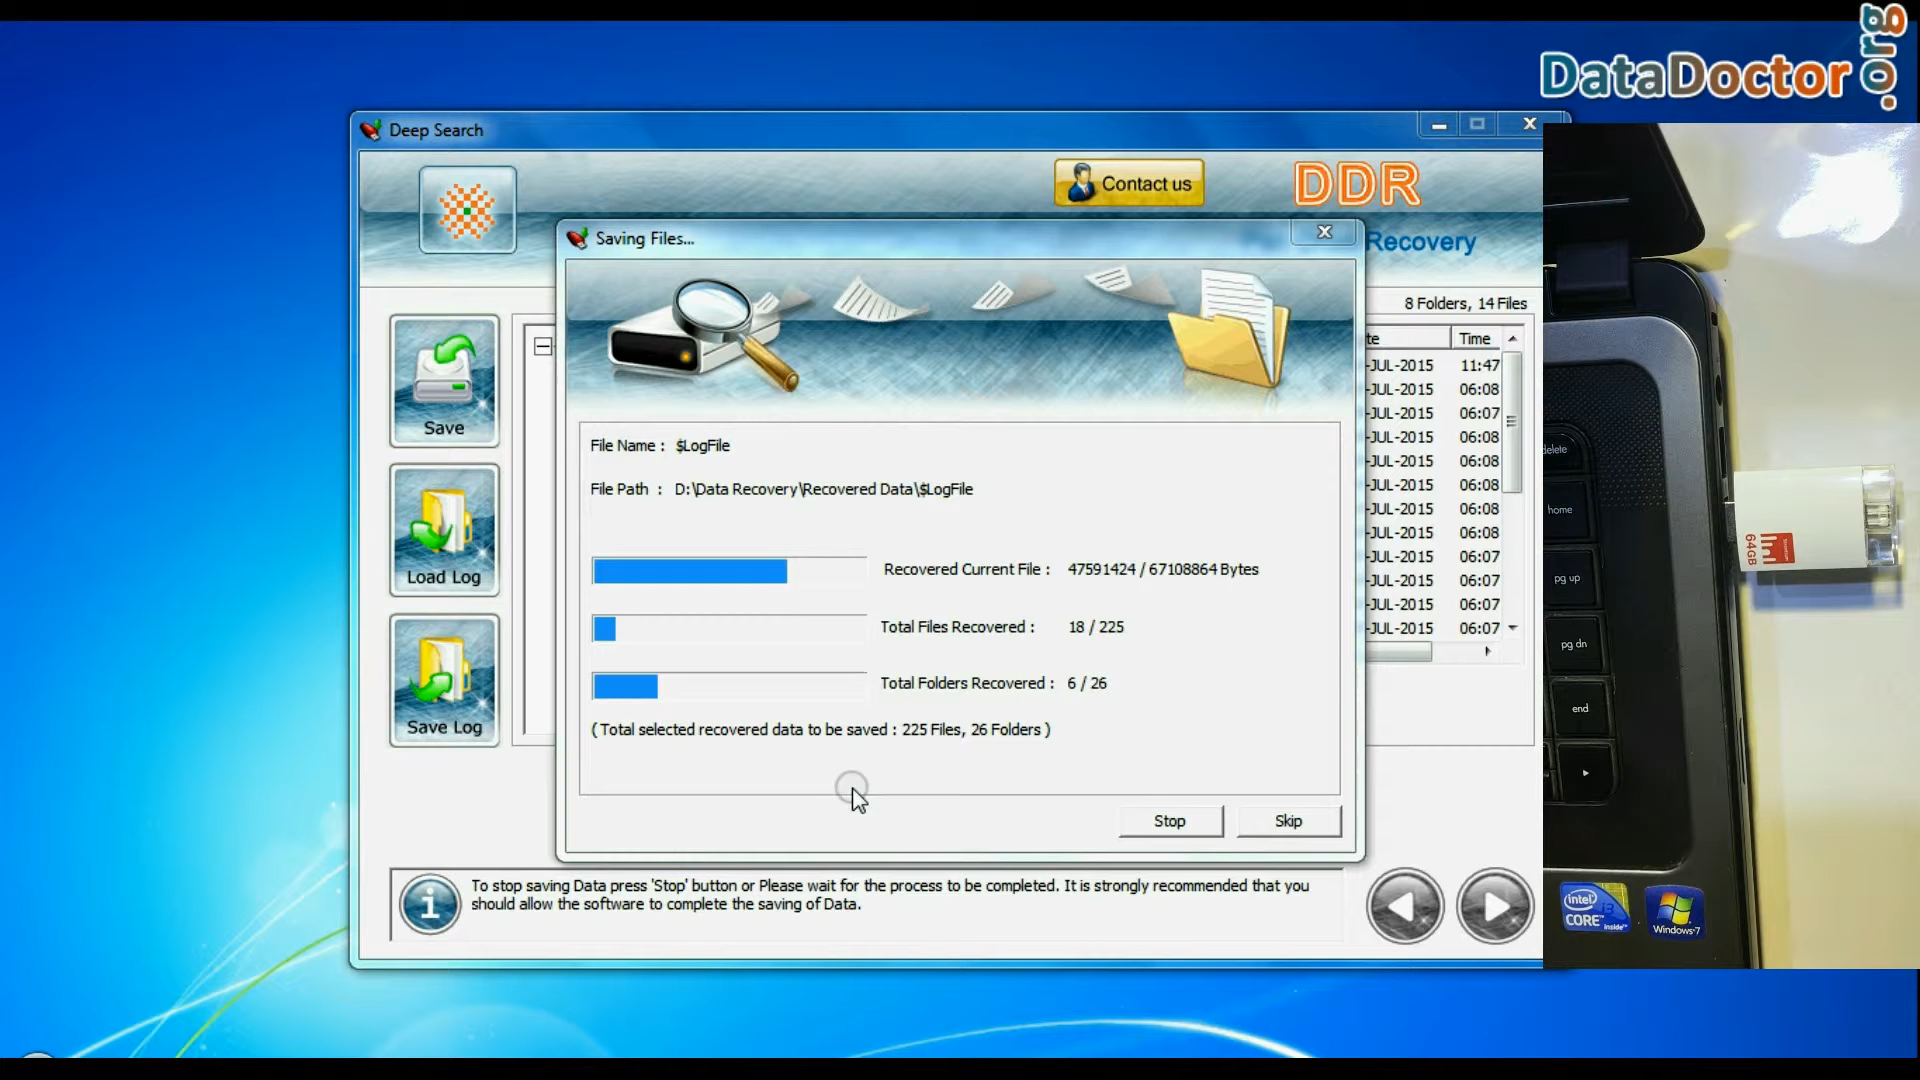 DataDoctor.org
Deep Search
Contact us
DDR
Saving Files...
Recovery
8 Folders, 14 Files
te Time
File Name : $LogFile
File Path : D:\Data Recovery\Recovered Data\$LogFile
Recovered Current File : 47591424 / 67108864 Bytes
Total Files Recovered : 18 / 225
Total Folders Recovered : 6 / 26
( Total selected recovered data to be saved : 225 Files, 26 Folders )
Stop Skip
-JUL-2015 11:47
-JUL-2015 06:08
-JUL-2015 06:07
-JUL-2015 06:08
-JUL-2015 06:08
-JUL-2015 06:08
-JUL-2015 06:08
-JUL-2015 06:08
-JUL-2015 06:07
-JUL-2015 06:07
-JUL-2015 06:07
-JUL-2015 06:07
Save
Load Log
Save Log
To stop saving Data press 'Stop' button or Please wait for the process to be completed. It is strongly recommended that you
should allow the software to complete the saving of Data.
delete
home
pg up
pg dn
end
64GB
intel
CORE i3
inside
Windows 7